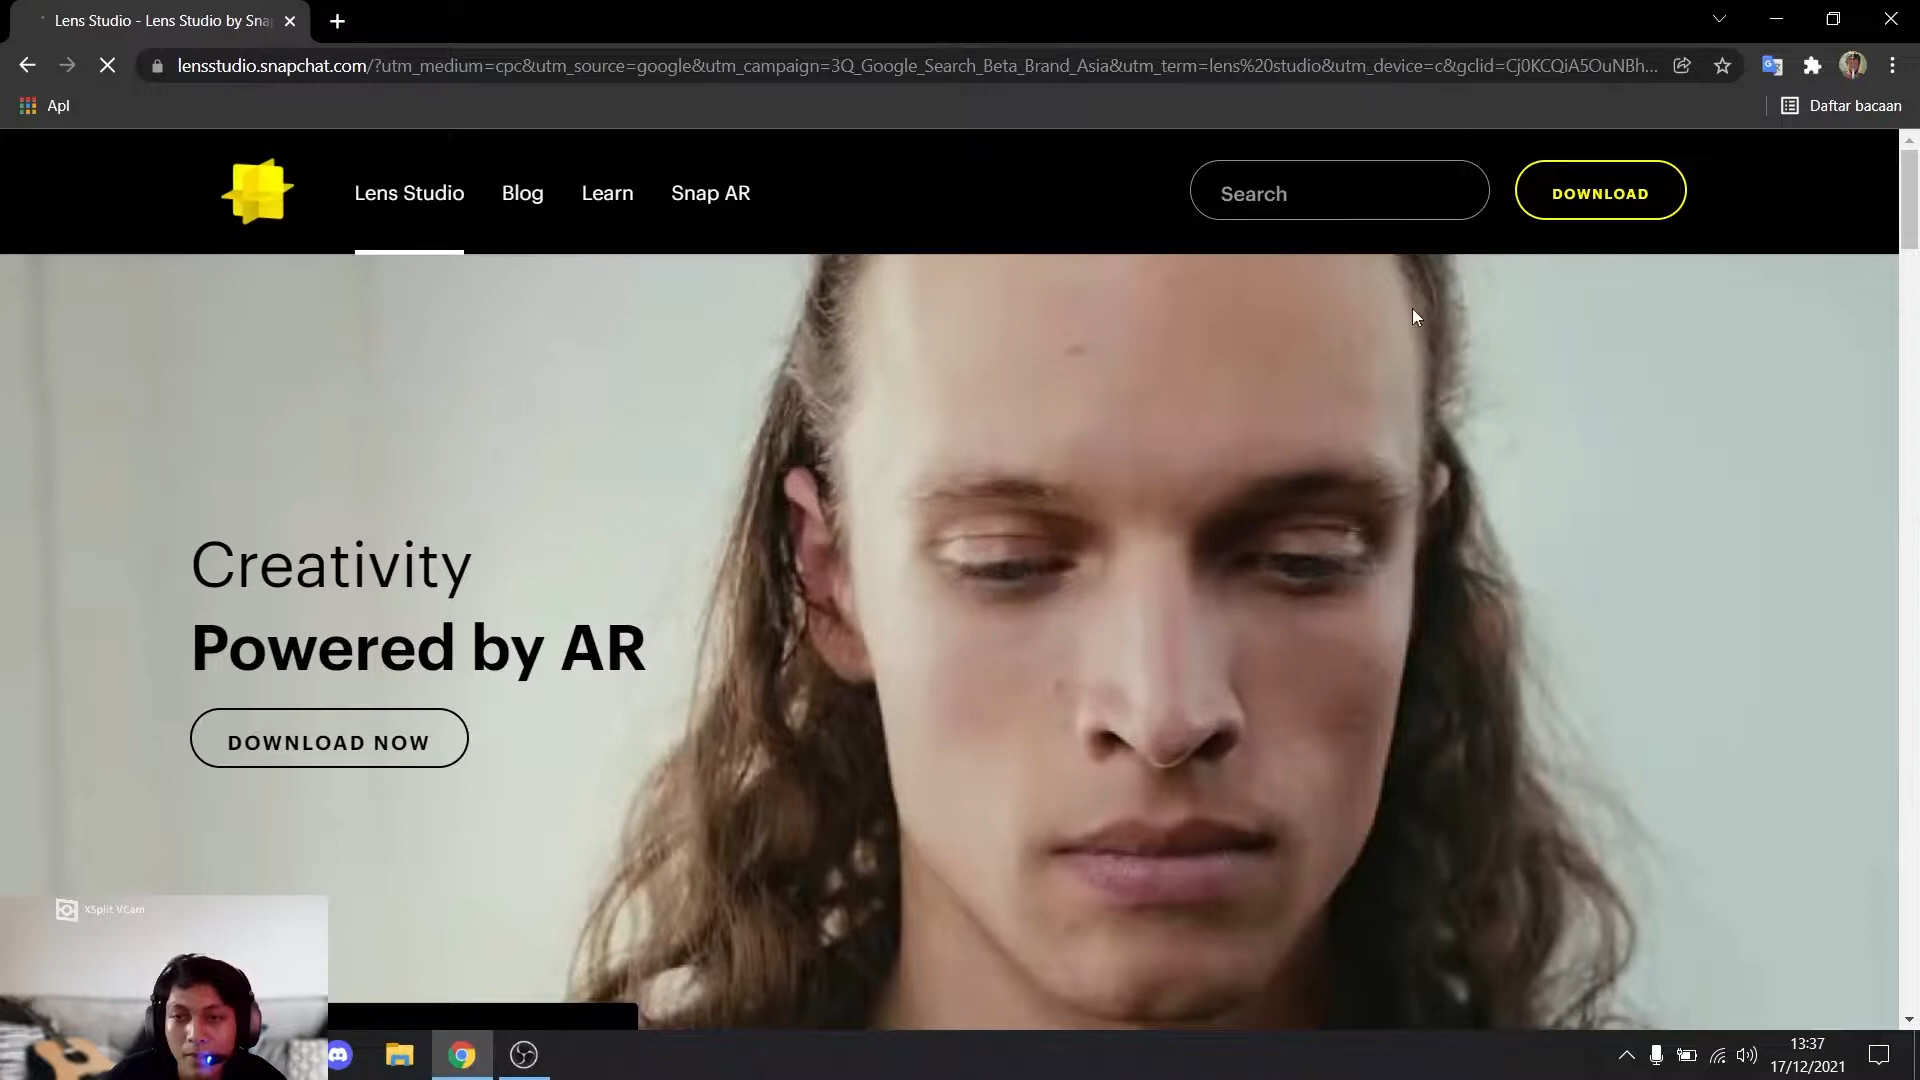 Lens Studio - Lens Studio by Sna
lensstudio.snapchat.com/?utm_medium=cpc&utm_source=google&utm_campaign=3Q_Google_Search_Beta_Brand_Asia&utm_term=lens%20studio&utm_device=c&gclid=Cj0KCQiA5OuNBh...
Apl
Daftar bacaan
Lens Studio
Blog
Learn
Snap AR
Search
DOWNLOAD
Creativity
Powered by AR
DOWNLOAD NOW
XSplit VCam
13:37
17/12/2021